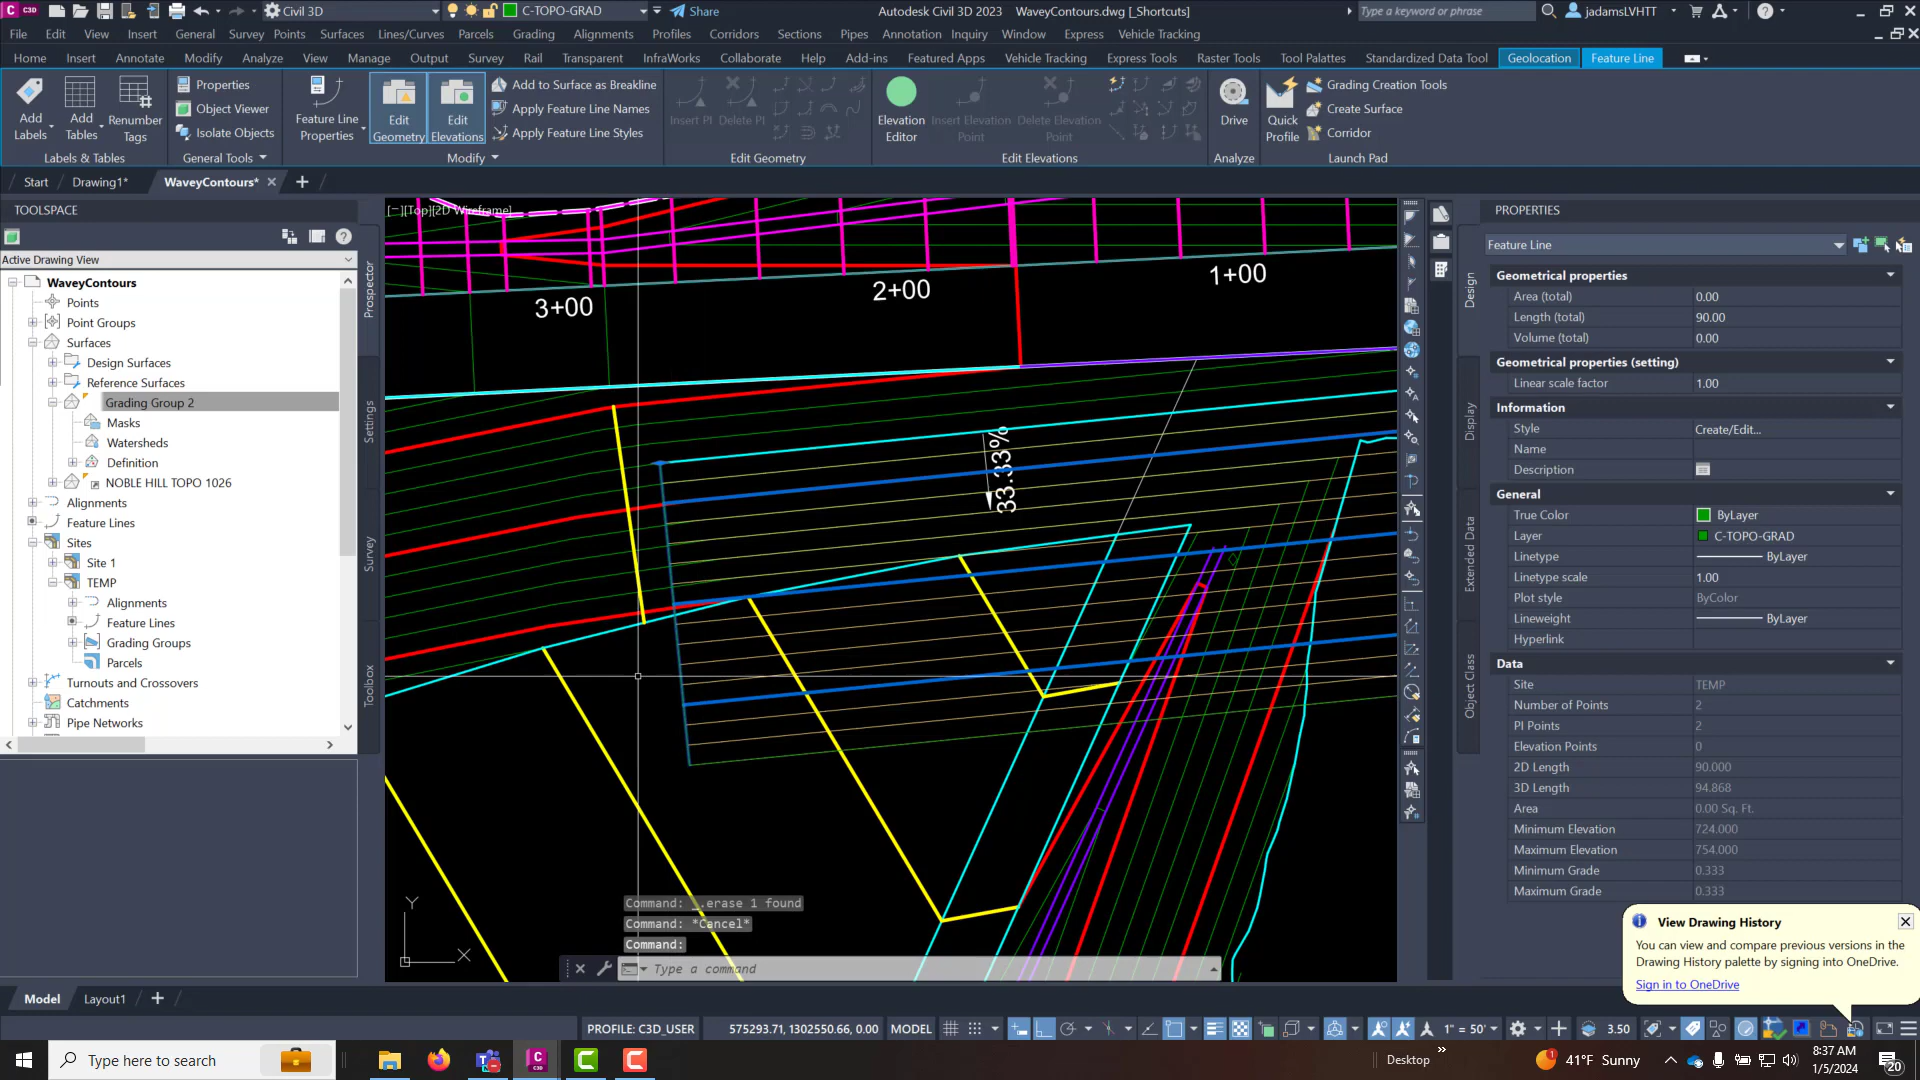 C3D
Civil 3D
C-TOPO-GRAD
Share
Autodesk Civil 3D 2023 WaveyContours.dwg [_Shortcuts]
Type a keyword or phrase
jadamsLVHTT
File Edit View Insert General Survey Points Surfaces Lines/Curves Parcels Grading Alignments Profiles Corridors Sections Pipes Annotation Inquiry Window Express Vehicle Tracking
Home Insert Annotate Modify Analyze View Manage Output Survey Rail Transparent InfraWorks Collaborate Help Add-ins Featured Apps Vehicle Tracking Express Tools Raster Tools Tool Palettes Standardized Data Tool Geolocation Feature Line
Add Labels
Add Tables
Renumber Tags
Labels & Tables
Properties
Object Viewer
Isolate Objects
General Tools
Feature Line Properties
Edit Geometry
Edit Elevations
Add to Surface as Breakline
Apply Feature Line Names
Apply Feature Line Styles
Modify
Insert PI
Delete PI
Edit Geometry
Elevation Editor
Insert Elevation Point
Delete Elevation Point
Edit Elevations
Drive
Analyze
Quick Profile
Grading Creation Tools
Create Surface
Corridor
Launch Pad
Start
Drawing1*
WaveyContours*
TOOLSPACE
Active Drawing View
WaveyContours
Points
Point Groups
Surfaces
Design Surfaces
Reference Surfaces
Grading Group 2
Masks
Watersheds
Definition
NOBLE HILL TOPO 1026
Alignments
Feature Lines
Sites
Site 1
TEMP
Alignments
Feature Lines
Grading Groups
Parcels
Turnouts and Crossovers
Catchments
Pipe Networks
Prospector
Settings
Survey
Toolbox
[−][Top][2D Wireframe]
3+00
2+00
1+00
33.33%
Y
X
Command: _.erase 1 found
Command: *Cancel*
Command:
Type a command
PROPERTIES
Feature Line
Design
Display
Extended Data
Object Class
Geometrical properties
Area (total) 0.00
Length (total) 90.00
Volume (total) 0.00
Geometrical properties (setting)
Linear scale factor 1.00
Information
Style Create/Edit...
Name
Description
General
True Color ByLayer
Layer C-TOPO-GRAD
Linetype ByLayer
Linetype scale 1.00
Plot style ByColor
Lineweight ByLayer
Hyperlink
Data
Site TEMP
Number of Points 2
PI Points 2
Elevation Points 0
2D Length 90.000
3D Length 94.868
Area 0.00 Sq. Ft.
Minimum Elevation 724.000
Maximum Elevation 754.000
Minimum Grade 0.333
Maximum Grade 0.333
View Drawing History
You can view and compare previous versions in the
Drawing History palette by signing into OneDrive.
Sign in to OneDrive
Model
Layout1
PROFILE: C3D_USER
575293.71, 1302550.66, 0.00
MODEL
1" = 50'
3.50
Type here to search
Desktop
41°F Sunny
8:37 AM
1/5/2024
20